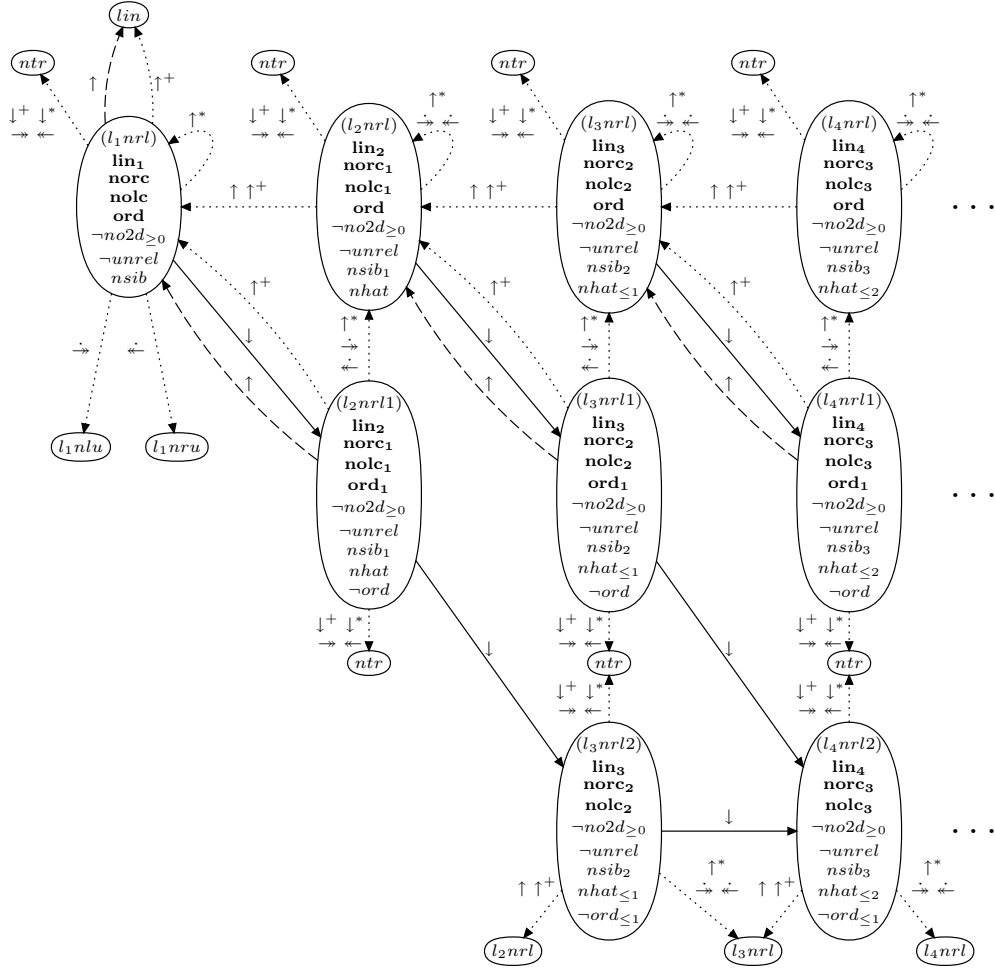 lin
ntr
ntr
ntr
ntr
↑
↑⁺
↓⁺ ↓*
↠ ↞
↑*
↓⁺ ↓*
↠ ↞
↑*
↠̇ ↞̇
↓⁺ ↓*
↠ ↞
↑*
↠̇ ↞̇
↓⁺ ↓*
↠ ↞
↑*
↠̇ ↞̇
(l₁nrl)
lin₁
norc
nolc
ord
¬no2d≥0
¬unrel
nsib
↑ ↑⁺
(l₂nrl)
lin₂
norc₁
nolc₁
ord
¬no2d≥0
¬unrel
nsib₁
nhat
↑ ↑⁺
(l₃nrl)
lin₃
norc₂
nolc₂
ord
¬no2d≥0
¬unrel
nsib₂
nhat≤1
↑ ↑⁺
(l₄nrl)
lin₄
norc₃
nolc₃
ord
¬no2d≥0
¬unrel
nsib₃
nhat≤2
. . .
↑⁺
↓
↑
↑⁺
↓
↑
↑⁺
↓
↑
↠̇
↞̇
↑*
↠̇
↞̇
↑*
↠̇
↞̇
↑*
↠̇
↞̇
l₁nlu
l₁nru
(l₂nrl1)
lin₂
norc₁
nolc₁
ord₁
¬no2d≥0
¬unrel
nsib₁
nhat
¬ord
(l₃nrl1)
lin₃
norc₂
nolc₂
ord₁
¬no2d≥0
¬unrel
nsib₂
nhat≤1
¬ord
(l₄nrl1)
lin₄
norc₃
nolc₃
ord₁
¬no2d≥0
¬unrel
nsib₃
nhat≤2
¬ord
. . .
↓⁺ ↓*
↠ ↞
↓
↓⁺ ↓*
↠ ↞
↓
↓⁺ ↓*
↠ ↞
ntr
ntr
ntr
↓⁺ ↓*
↠ ↞
↓⁺ ↓*
↠ ↞
(l₃nrl2)
lin₃
norc₂
nolc₂
¬no2d≥0
¬unrel
nsib₂
nhat≤1
¬ord≤1
↓
(l₄nrl2)
lin₄
norc₃
nolc₃
¬no2d≥0
¬unrel
nsib₃
nhat≤2
¬ord≤1
. . .
↑ ↑⁺
↑*
↠̇ ↞̇
↑ ↑⁺
↑*
↠̇ ↞̇
l₂nrl
l₃nrl
l₄nrl